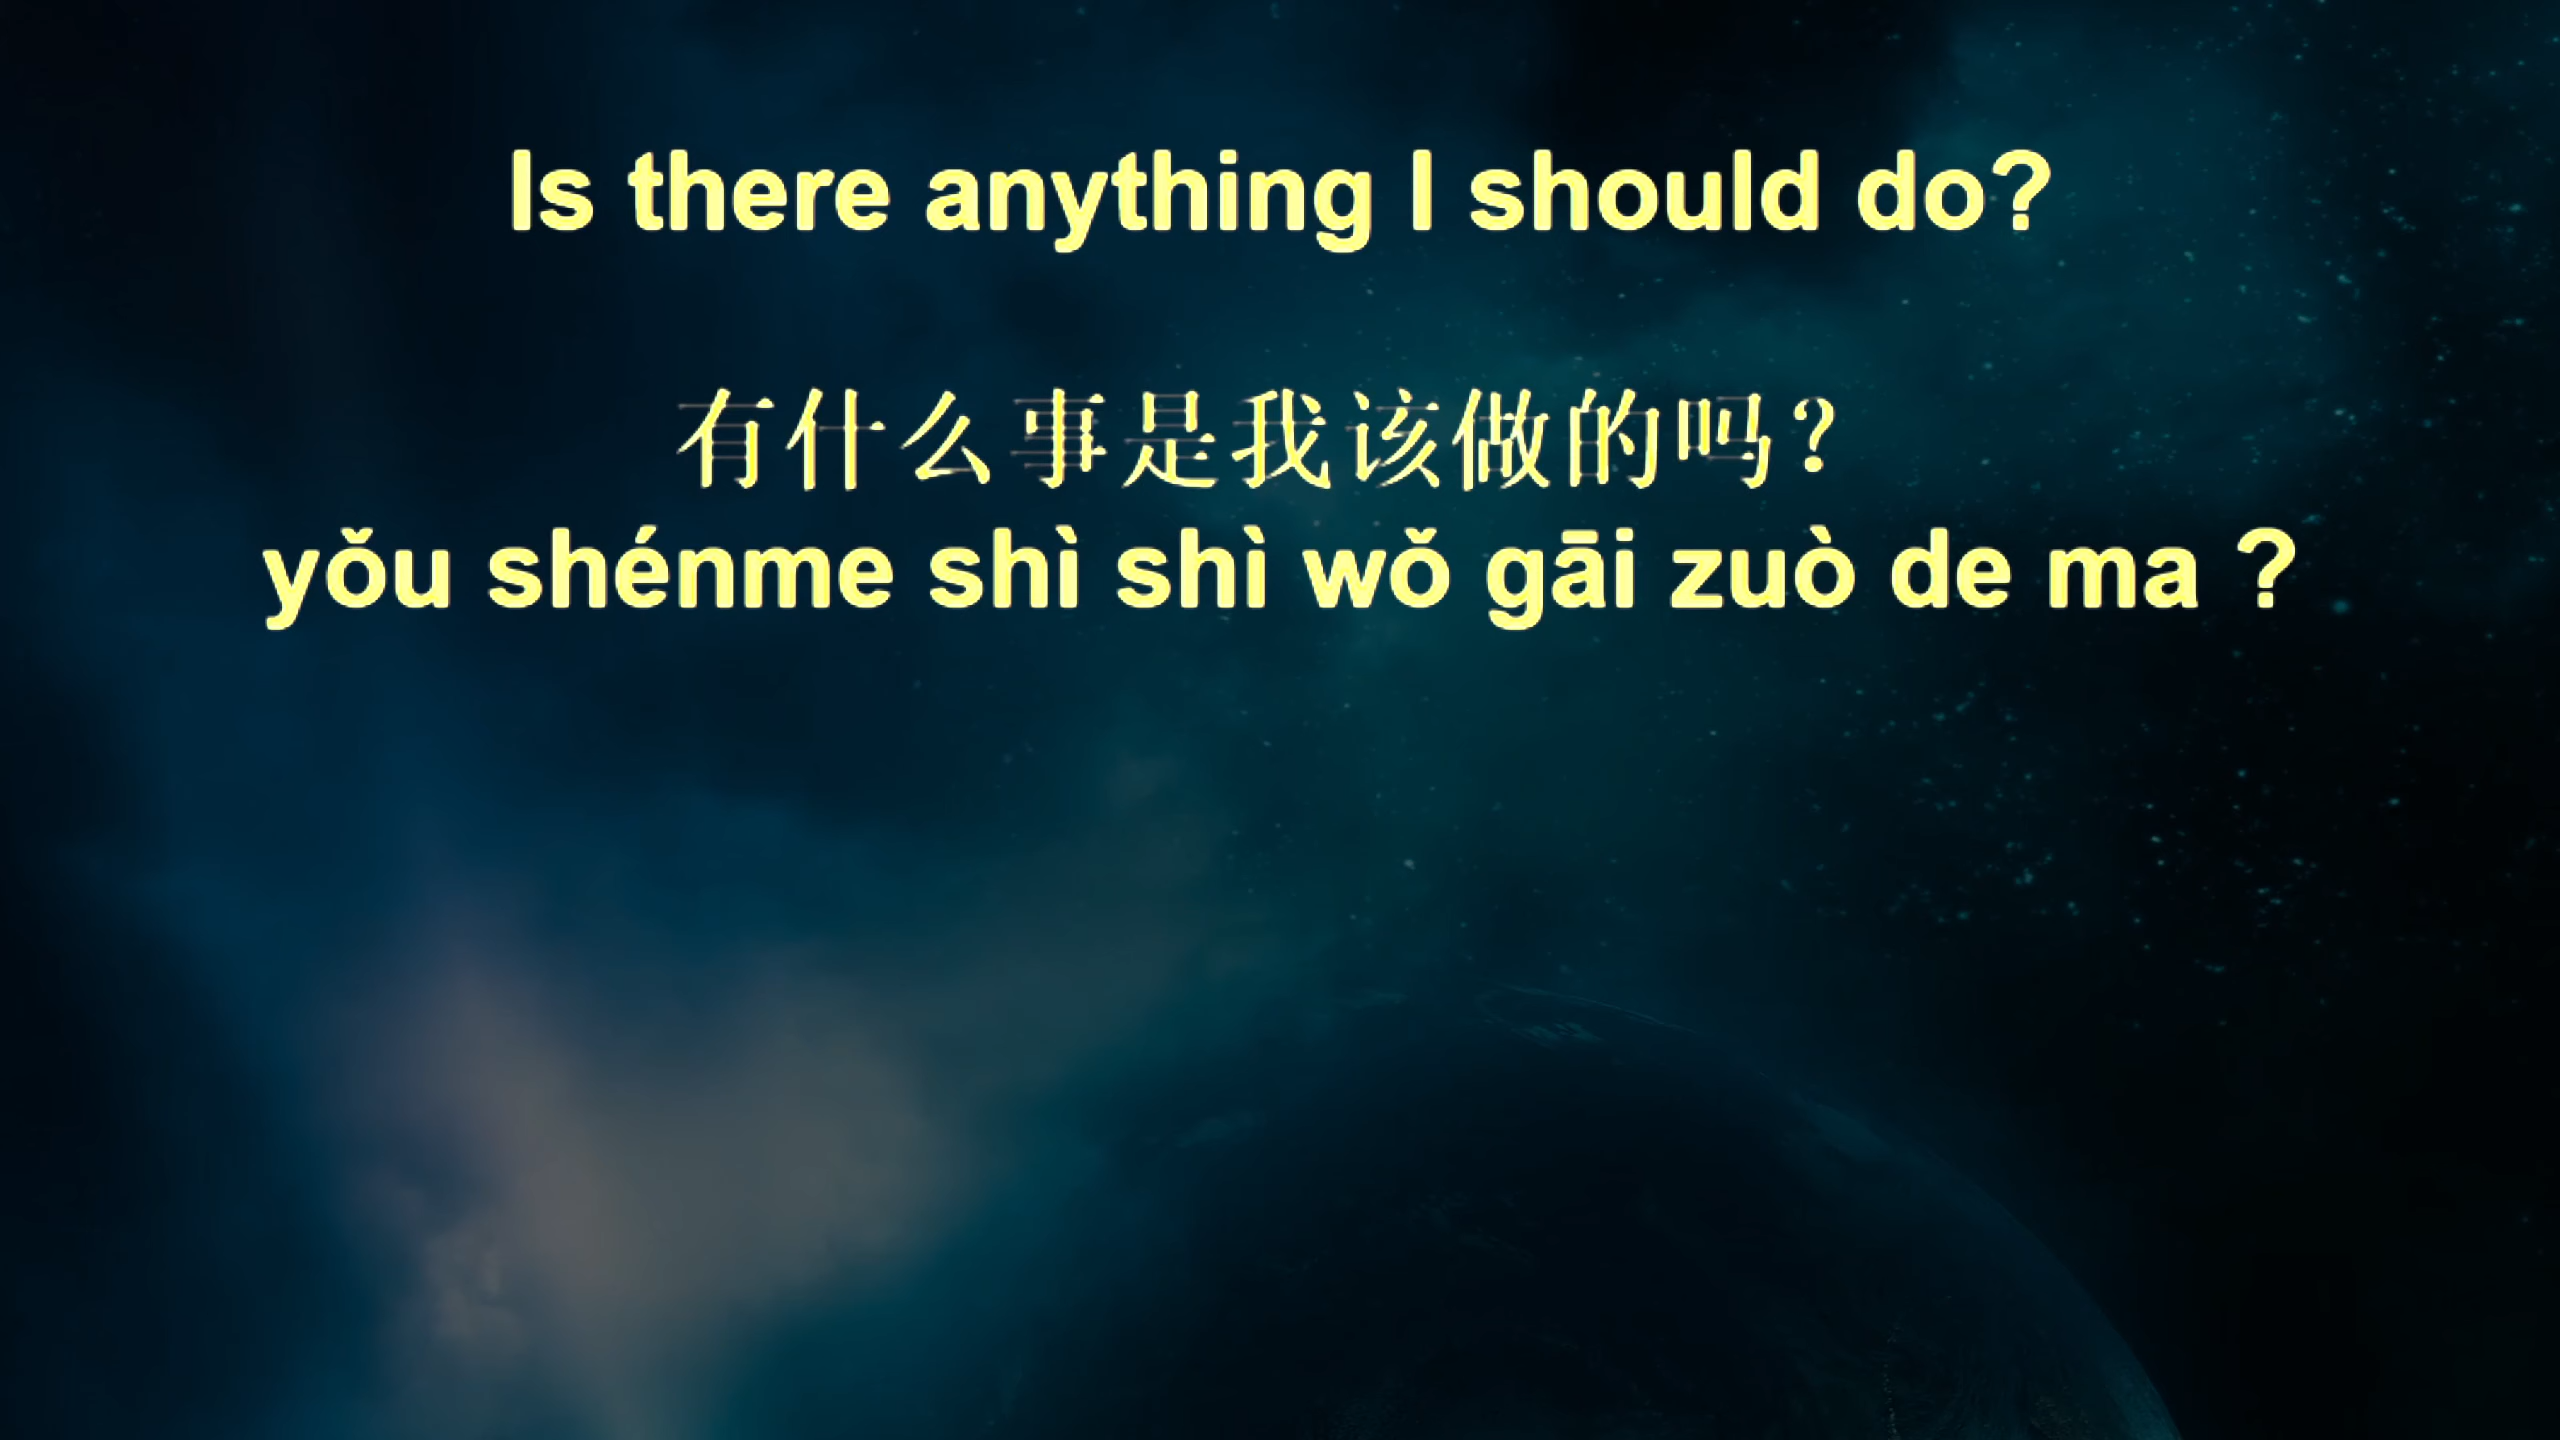 Is there anything I should do?
有什么事是我该做的吗？
yǒu shénme shì shì wǒ gāi zuò de ma ?